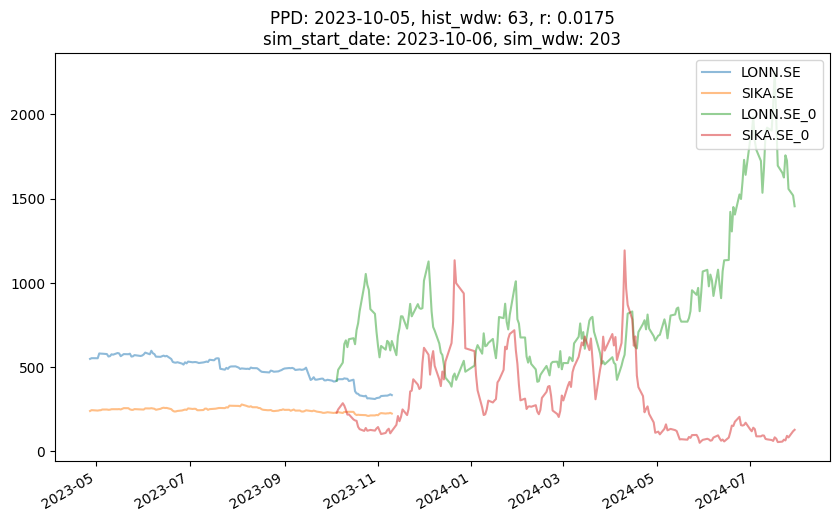 PPD: 2023-10-05, hist_wdw: 63, r: 0.0175
sim_start_date: 2023-10-06, sim_wdw: 203
LONN.SE
SIKA.SE
LONN.SE_0
SIKA.SE_0
2000
1500
1000
500
0
2023-05
2023-07
2023-09
2023-11
2024-01
2024-03
2024-05
2024-07